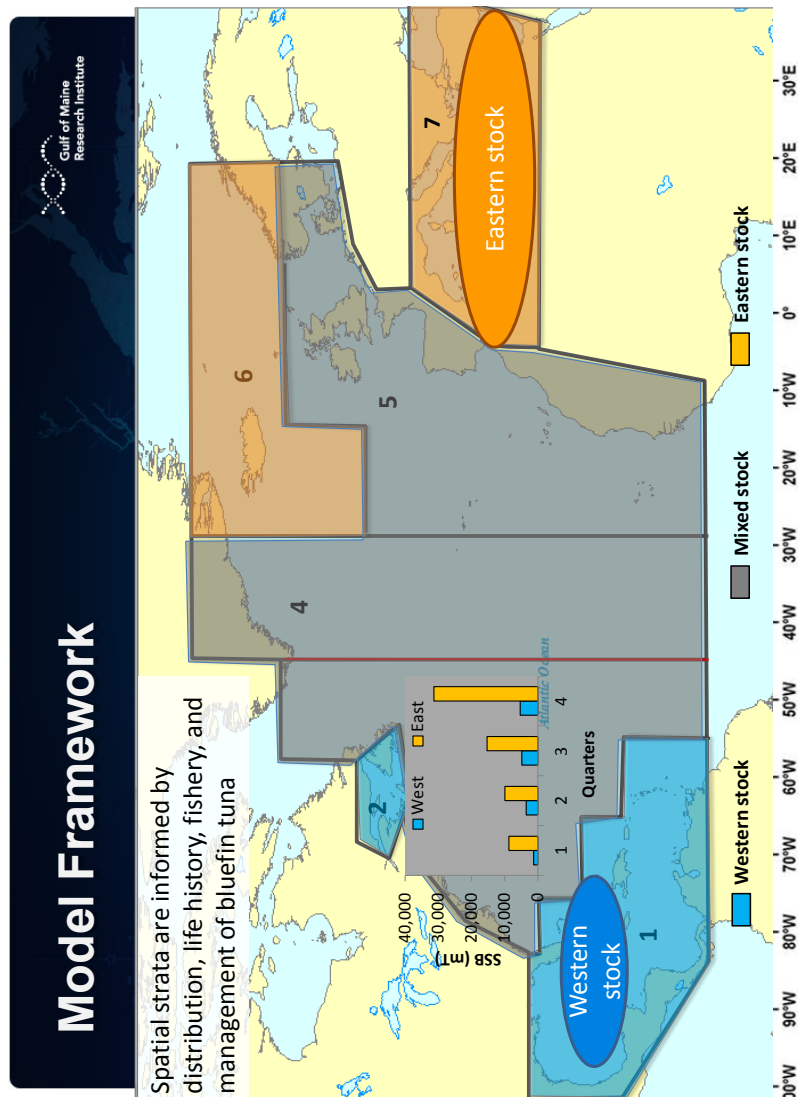 Model Framework
Gulf of Maine
Research Institute
Spatial strata are informed by
distribution, life history, fishery, and
management of bluefin tuna
6
4
5
7
2
1
Eastern stock
Western
stock
West
East
SSB (mT)
40,000
30,000
20,000
10,000
0
1
2
3
4
Quarters
Atlantic Ocean
Western stock
Mixed stock
Eastern stock
90°W
80°W
70°W
60°W
50°W
40°W
30°W
20°W
10°W
0°
10°E
20°E
30°E